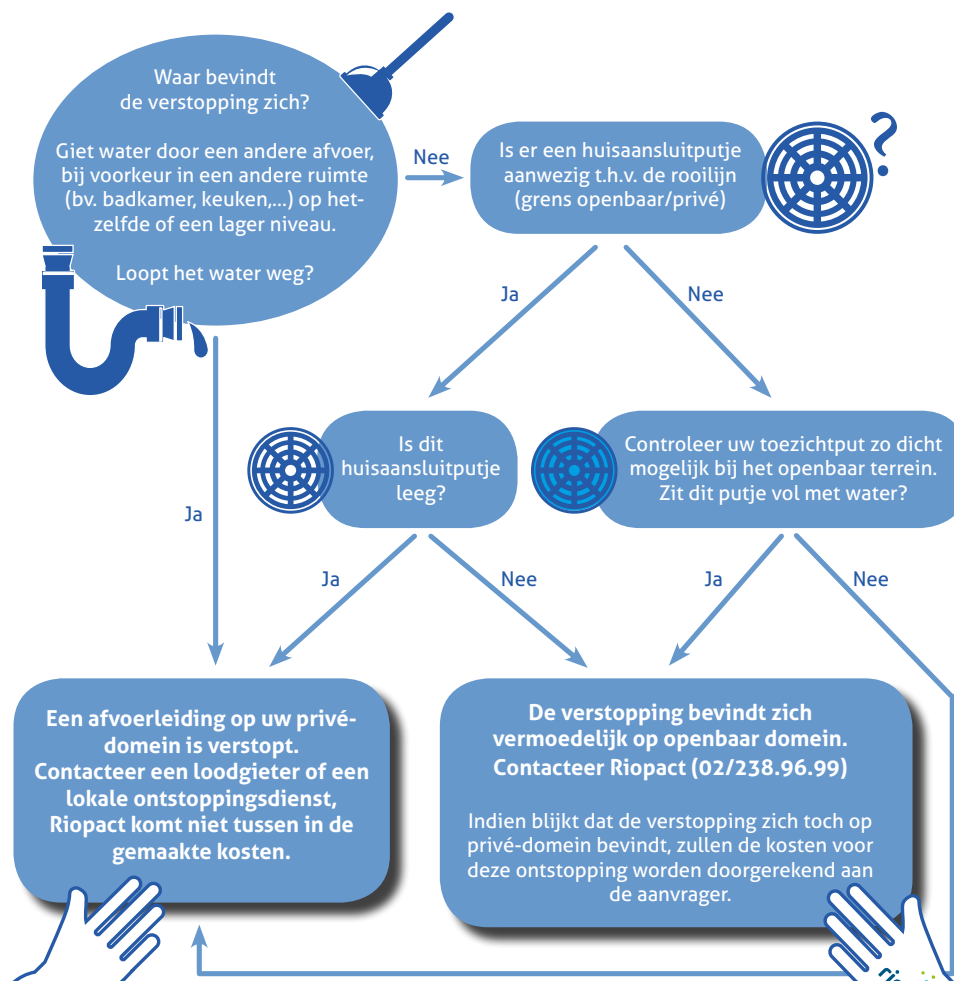 Waar bevindt
de verstopping zich?
Giet water door een andere afvoer,
bij voorkeur in een andere ruimte
(bv. badkamer, keuken,...) op het-
zelfde of een lager niveau.
Loopt het water weg?
Nee
Is er een huisaansluitputje
aanwezig t.h.v. de rooilijn
(grens openbaar/privé)
?
Ja
Nee
Is dit
huisaansluitputje
leeg?
Controleer uw toezichtput zo dicht
mogelijk bij het openbaar terrein.
Zit dit putje vol met water?
Ja
Ja
Nee
Ja
Nee
Een afvoerleiding op uw privé-
domein is verstopt.
Contacteer een loodgieter of een
lokale ontstoppingsdienst,
Riopact komt niet tussen in de
gemaakte kosten.
De verstopping bevindt zich
vermoedelijk op openbaar domein.
Contacteer Riopact (02/238.96.99)
Indien blijkt dat de verstopping zich toch op
privé-domein bevindt, zullen de kosten voor
deze ontstopping worden doorgerekend aan
de aanvrager.